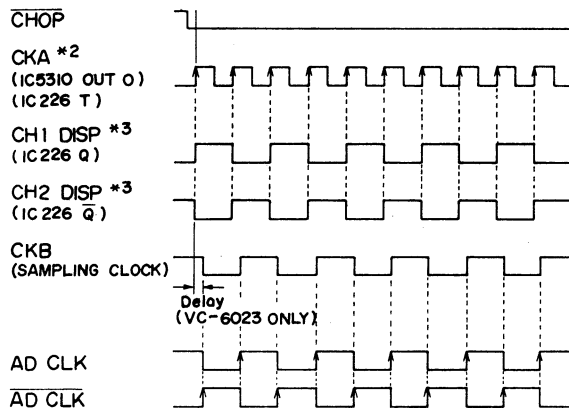 CHOP
CKA *2
(IC5310 OUT 0)
(IC226 T)
CH1 DISP *3
(IC226 Q)
CH2 DISP *3
(IC226 Q̅)
CKB
(SAMPLING CLOCK)
Delay
(VC-6023 ONLY)
AD CLK
AD CLK